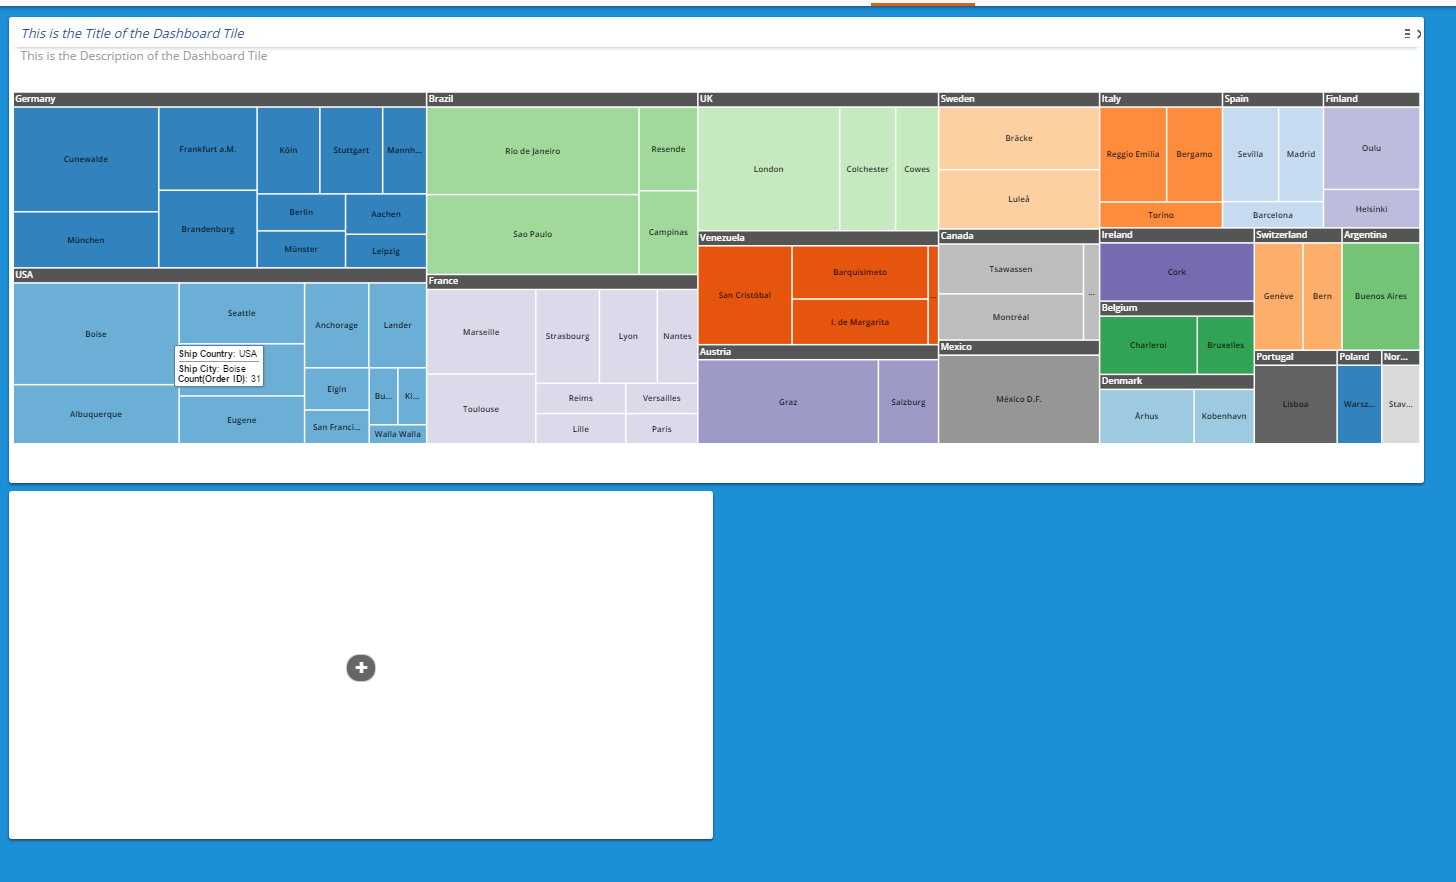 This is the Title of the Dashboard Tile
This is the Description of the Dashboard Tile
Germany
Cunewalde
Frankfurt a.M.
Köln
Stuttgart
Mannh...
München
Brandenburg
Berlin
Aachen
Münster
Leipzig
USA
Boise
Seattle
Anchorage
Lander
Ship Country: USA
Ship City: Boise
Count(Order ID): 31
Albuquerque
Eugene
Elgin
Bu...
Ki...
San Franci...
Walla Walla
Brazil
Rio de Janeiro
Resende
Sao Paulo
Campinas
France
Marseille
Strasbourg
Lyon
Nantes
Toulouse
Reims
Versailles
Lille
Paris
UK
London
Colchester
Cowes
Venezuela
San Cristóbal
Barquisimeto
I. de Margarita
...
Austria
Graz
Salzburg
Sweden
Bräcke
Luleå
Canada
Tsawassen
Montréal
...
Mexico
México D.F.
Italy
Reggio Emilia
Bergamo
Torino
Spain
Sevilla
Madrid
Barcelona
Finland
Oulu
Helsinki
Ireland
Cork
Belgium
Charleroi
Bruxelles
Denmark
Århus
Kobenhavn
Switzerland
Genève
Bern
Argentina
Buenos Aires
Portugal
Lisboa
Poland
Warsz...
Nor...
Stav...